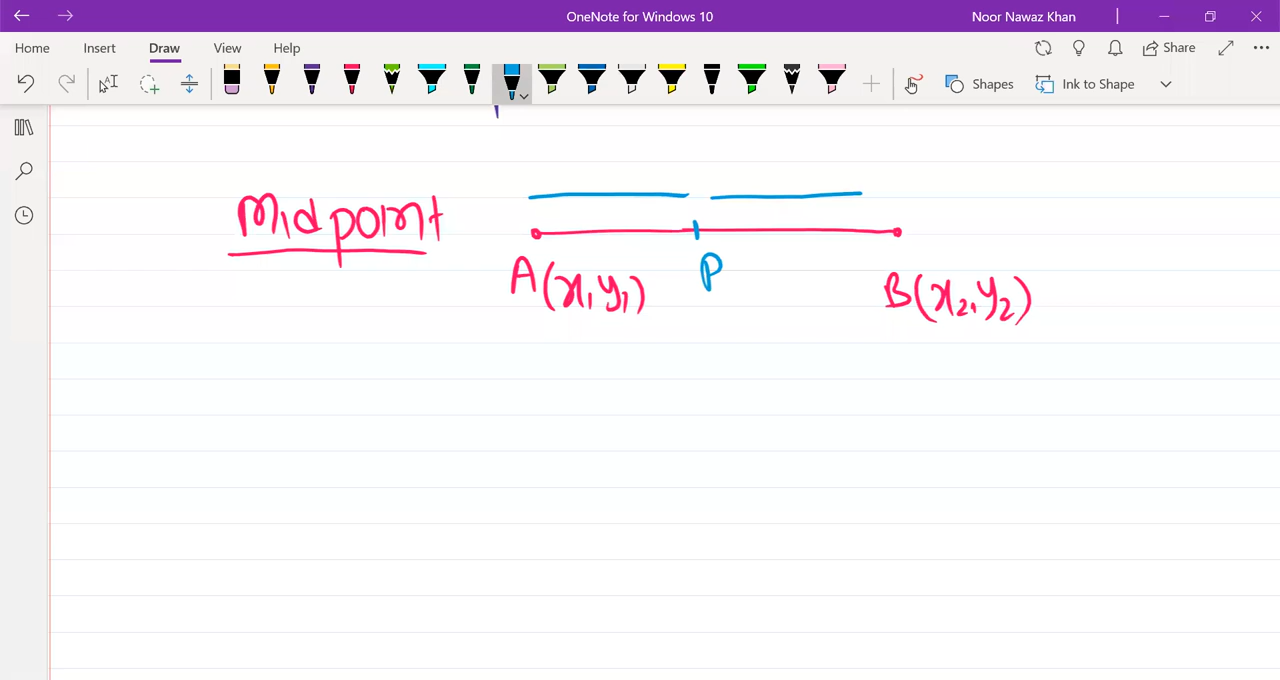 OneNote for Windows 10
Noor Nawaz Khan
Home Insert Draw View Help
Share
Shapes
Ink to Shape
Midpoint
P
A(x1 y1)
B(x2, y2)